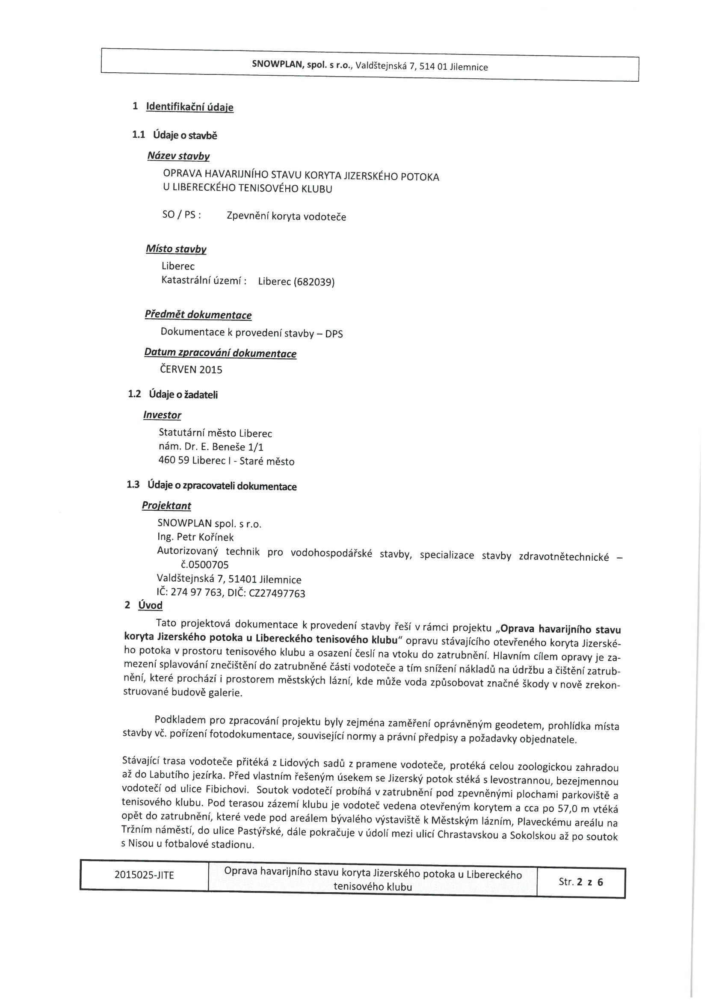 SNOWPLAN, spol. s r.o., Valdštejnská 7, 514 01 Jilemnice
1 Identifikační údaje
1.1 Údaje o stavbě
Název stavby
OPRAVA HAVARIJNÍHO STAVU KORYTA JIZERSKÉHO POTOKA
U LIBERECKÉHO TENISOVÉHO KLUBU
SO / PS : Zpevnění koryta vodoteče
Místo stavby
Liberec
Katastrální území : Liberec (682039)
Předmět dokumentace
Dokumentace k provedení stavby – DPS
Datum zpracování dokumentace
ČERVEN 2015
1.2 Údaje o žadateli
Investor
Statutární město Liberec
nám. Dr. E. Beneše 1/1
460 59 Liberec I - Staré město
1.3 Údaje o zpracovateli dokumentace
Projektant
SNOWPLAN spol. s r.o.
Ing. Petr Kořínek
Autorizovaný technik pro vodohospodářské stavby, specializace stavby zdravotnětechnické –
č.0500705
Valdštejnská 7, 51401 Jilemnice
IČ: 274 97 763, DIČ: CZ27497763
2 Úvod
Tato projektová dokumentace k provedení stavby řeší v rámci projektu „Oprava havarijního stavu
koryta Jizerského potoka u Libereckého tenisového klubu“ opravu stávajícího otevřeného koryta Jizerské-
ho potoka v prostoru tenisového klubu a osazení česlí na vtoku do zatrubnění. Hlavním cílem opravy je za-
mezení splavování znečištění do zatrubněné části vodoteče a tím snížení nákladů na údržbu a čištění zatrub-
nění, které prochází i prostorem městských lázní, kde může voda způsobovat značné škody v nově zrekon-
struované budově galerie.
Podkladem pro zpracování projektu byly zejména zaměření oprávněným geodetem, prohlídka místa
stavby vč. pořízení fotodokumentace, související normy a právní předpisy a požadavky objednatele.
Stávající trasa vodoteče přitéká z Lidových sadů z pramene vodoteče, protéká celou zoologickou zahradou
až do Labutího jezírka. Před vlastním řešeným úsekem se Jizerský potok stéká s levostrannou, bezejmennou
vodotečí od ulice Fibichovi. Soutok vodotečí probíhá v zatrubnění pod zpevněnými plochami parkoviště a
tenisového klubu. Pod terasou zázemí klubu je vodoteč vedena otevřeným korytem a cca po 57,0 m vtéká
opět do zatrubnění, které vede pod areálem bývalého výstaviště k Městským lázním, Plaveckému areálu na
Tržním náměstí, do ulice Pastýřské, dále pokračuje v údolí mezi ulicí Chrastavskou a Sokolskou až po soutok
s Nisou u fotbalové stadionu.
2015025-JITE
Oprava havarijního stavu koryta Jizerského potoka u Libereckého
tenisového klubu
Str. 2 z 6